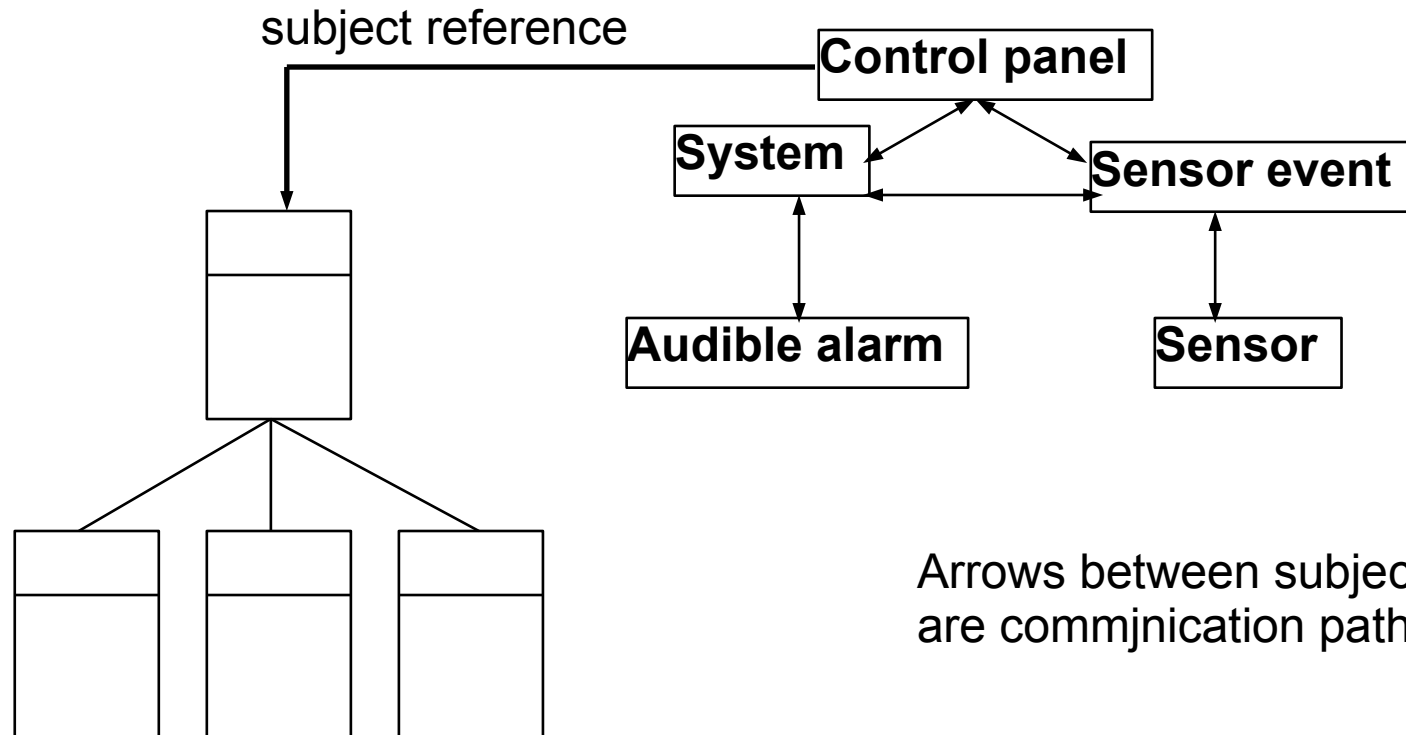 subject reference
Control panel
System
Sensor event
Audible alarm
Sensor
Arrows between subjec
are commjnication path